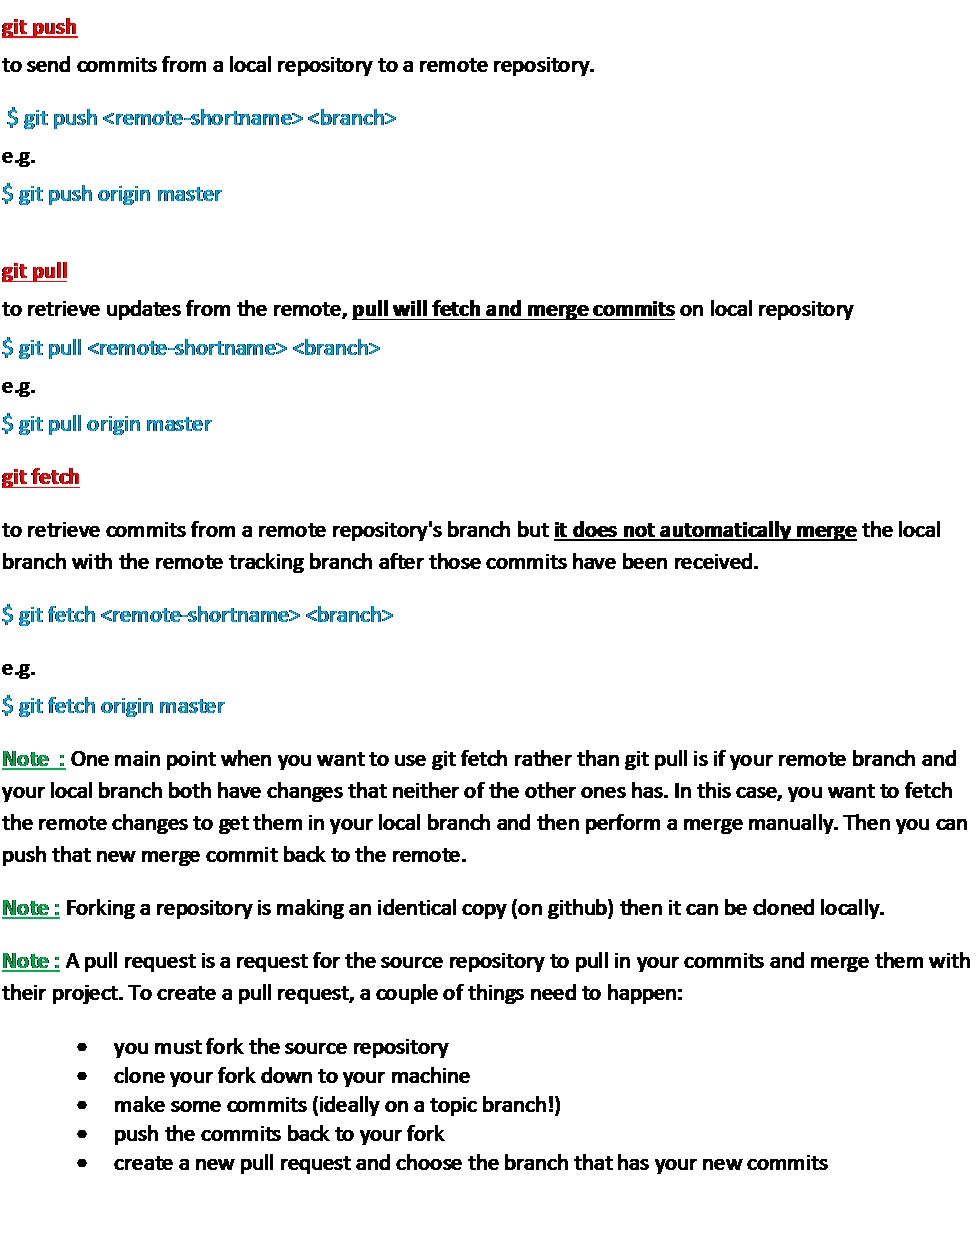 git push
to send commits from a local repository to a remote repository.
$ git push <remote-shortname> <branch>
e.g.
$ git push origin master
git pull
to retrieve updates from the remote, pull will fetch and merge commits on local repository
$ git pull <remote-shortname> <branch>
e.g.
$ git pull origin master
git fetch
to retrieve commits from a remote repository's branch but it does not automatically merge the local
branch with the remote tracking branch after those commits have been received.
$ git fetch <remote-shortname> <branch>
e.g.
$ git fetch origin master
Note : One main point when you want to use git fetch rather than git pull is if your remote branch and
your local branch both have changes that neither of the other ones has. In this case, you want to fetch
the remote changes to get them in your local branch and then perform a merge manually. Then you can
push that new merge commit back to the remote.
Note : Forking a repository is making an identical copy (on github) then it can be cloned locally.
Note : A pull request is a request for the source repository to pull in your commits and merge them with
their project. To create a pull request, a couple of things need to happen:
• you must fork the source repository
• clone your fork down to your machine
• make some commits (ideally on a topic branch!)
• push the commits back to your fork
• create a new pull request and choose the branch that has your new commits